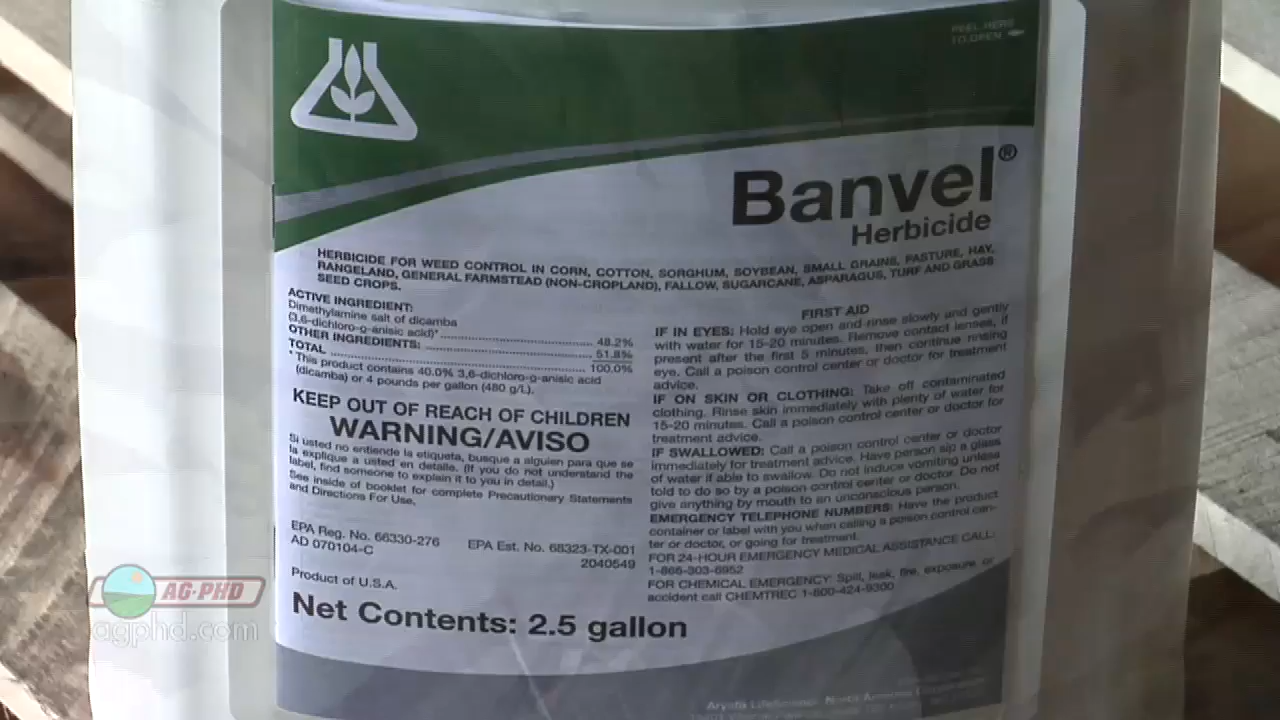 PEEL HERE
TO OPEN
Banvel®
Herbicide
HERBICIDE FOR WEED CONTROL IN CORN, COTTON, SORGHUM, SOYBEAN, SMALL GRAINS, PASTURE, HAY,
RANGELAND, GENERAL FARMSTEAD (NON-CROPLAND), FALLOW, SUGARCANE, ASPARAGUS, TURF AND GRASS
SEED CROPS.
ACTIVE INGREDIENT:
Dimethylamine salt of dicamba
(3,6-dichloro-o-anisic acid)* ........ 48.2%
OTHER INGREDIENTS: ........ 51.8%
TOTAL ........ 100.0%
* This product contains 40.0% 3,6-dichloro-o-anisic acid
(dicamba) or 4 pounds per gallon (480 g/L).
KEEP OUT OF REACH OF CHILDREN
WARNING/AVISO
Si usted no entiende la etiqueta, busque a alguien para que se
la explique a usted en detalle. (If you do not understand the
label, find someone to explain it to you in detail.)
See inside of booklet for complete Precautionary Statements
and Directions For Use.
EPA Reg. No. 66330-276 EPA Est. No. 68323-TX-001
AD 070104-C 2040549
Product of U.S.A.
Net Contents: 2.5 gallon
FIRST AID
IF IN EYES: Hold eye open and rinse slowly and gently
with water for 15-20 minutes. Remove contact lenses, if
present after the first 5 minutes, then continue rinsing
eye. Call a poison control center or doctor for treatment
advice.
IF ON SKIN OR CLOTHING: Take off contaminated
clothing. Rinse skin immediately with plenty of water for
15-20 minutes. Call a poison control center or doctor for
treatment advice.
IF SWALLOWED: Call a poison control center or doctor
immediately for treatment advice. Have person sip a glass
of water if able to swallow. Do not induce vomiting unless
told to do so by a poison control center or doctor. Do not
give anything by mouth to an unconscious person.
EMERGENCY TELEPHONE NUMBERS: Have the product
container or label with you when calling a poison control cen-
ter or doctor, or going for treatment.
FOR 24-HOUR EMERGENCY MEDICAL ASSISTANCE CALL:
1-866-303-6952
FOR CHEMICAL EMERGENCY: Spill, leak, fire, exposure, or
accident call CHEMTREC 1-800-424-9300
Arysta LifeScience North America Corporation
AG-PHD
agphd.com